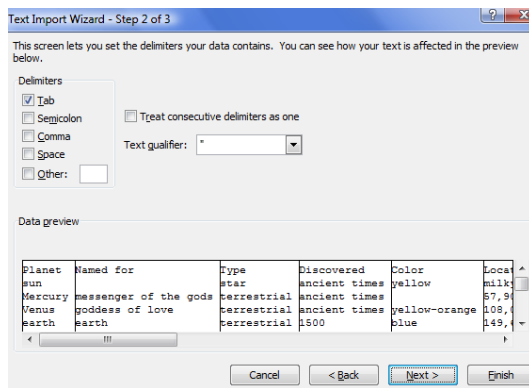 Text Import Wizard - Step 2 of 3
This screen lets you set the delimiters your data contains. You can see how your text is affected in the preview
below.
Delimiters
Tab
Semicolon
Comma
Space
Other:
Treat consecutive delimiters as one
Text qualifier: "
Data preview
Planet Named for Type Discovered Color
sun star ancient times yellow
Mercury messenger of the gods terrestrial ancient times
Venus goddess of love terrestrial ancient times yellow-orange
earth earth terrestrial 1500 blue
Cancel < Back Next > Finish